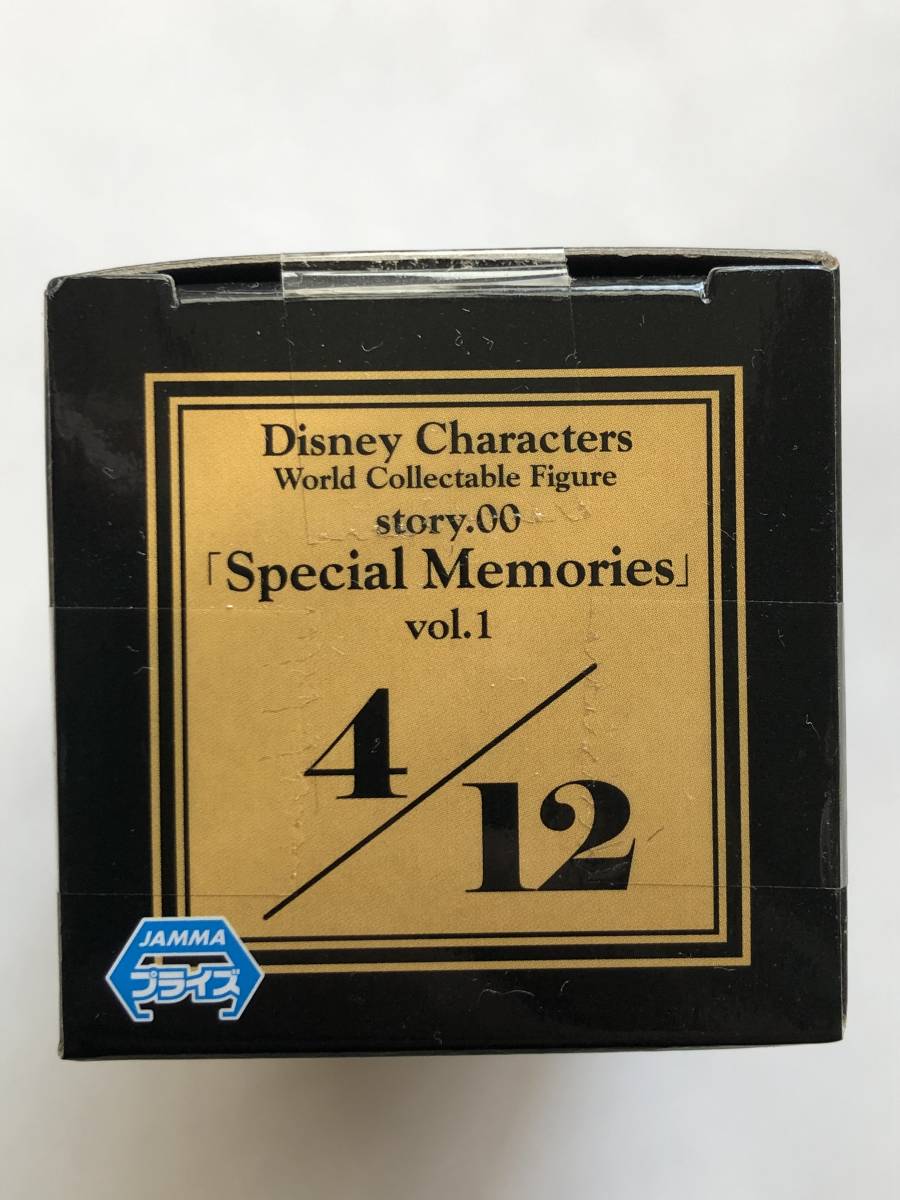 Disney Characters
World Collectable Figure
story.00
「Special Memories」
vol.1
4/12
JAMMA
プライズ